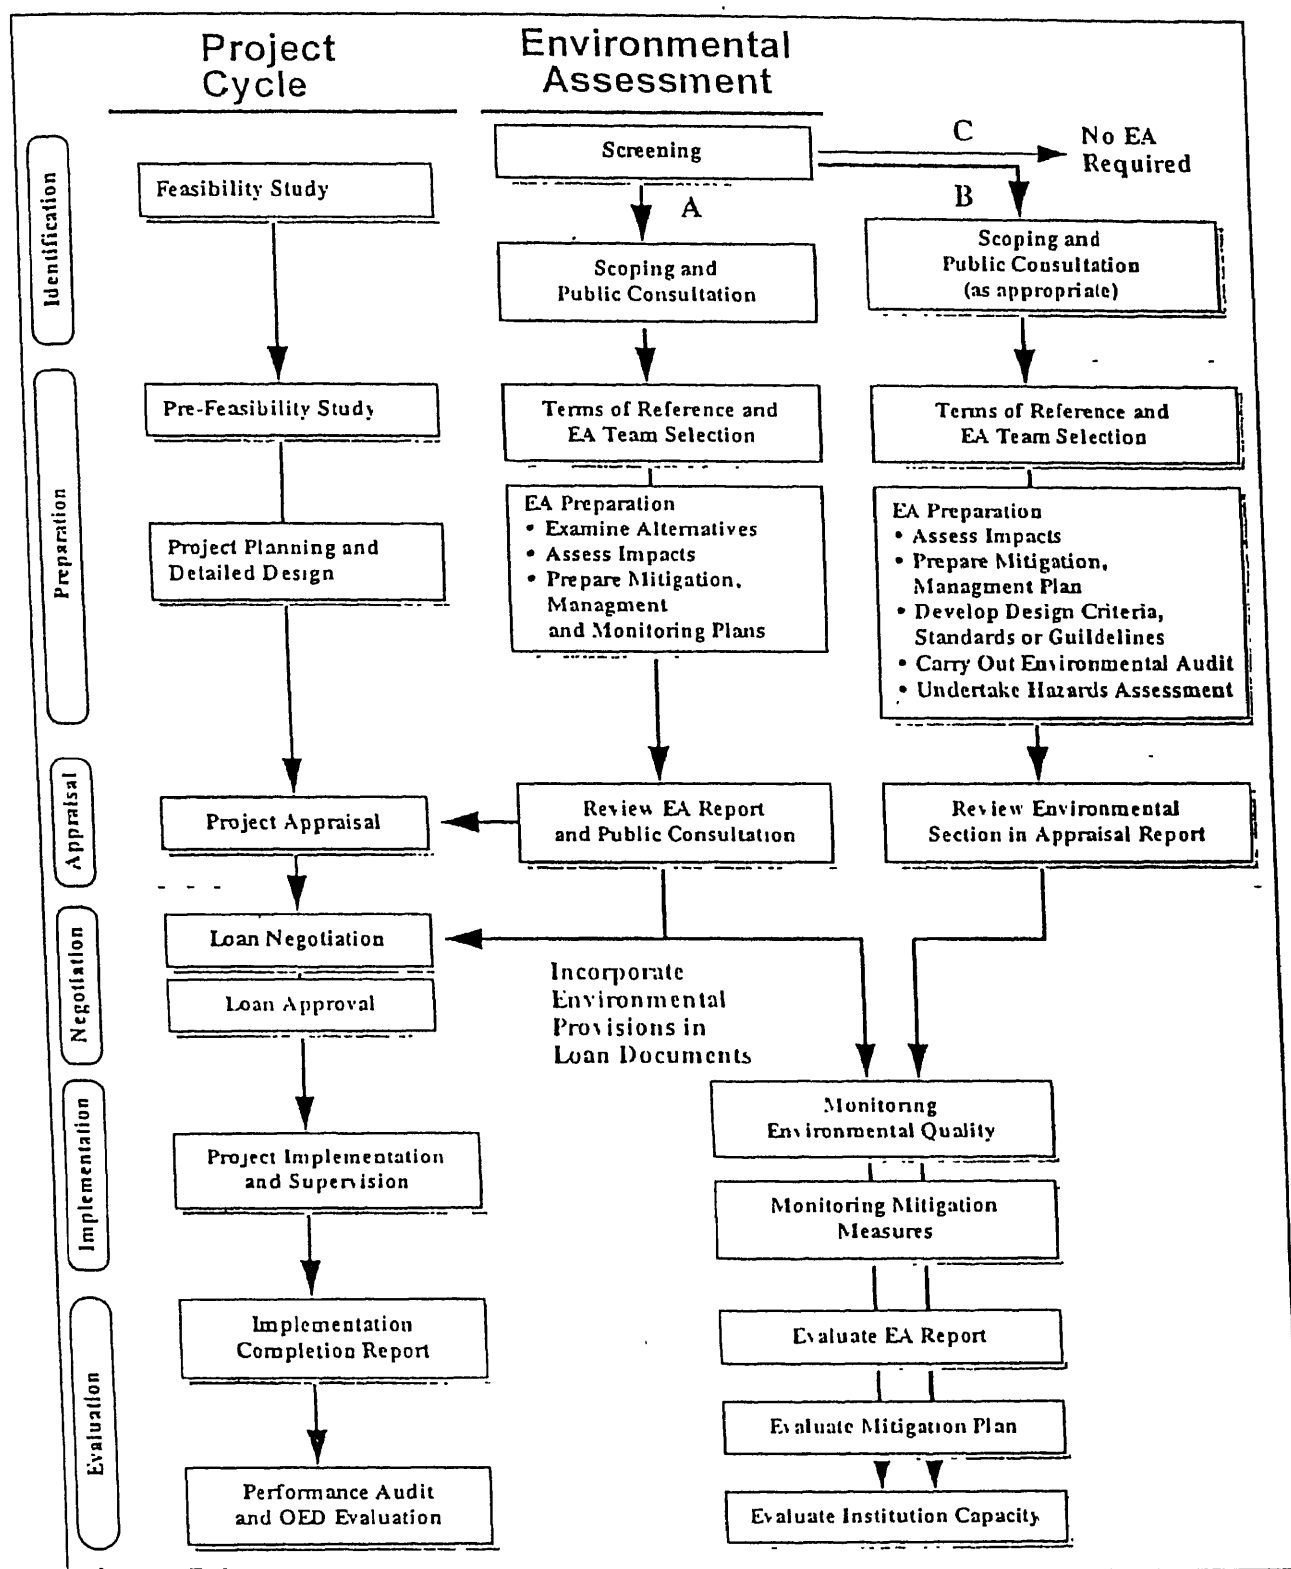 Project
Cycle
Environmental
Assessment
Identification
Feasibility Study
Screening
C
No EA
Required
A
B
Scoping and
Public Consultation
Scoping and
Public Consultation
(as appropriate)
Preparation
Pre-Feasibility Study
Terms of Reference and
EA Team Selection
Terms of Reference and
EA Team Selection
Project Planning and
Detailed Design
EA Preparation
• Examine Alternatives
• Assess Impacts
• Prepare Mitigation,
Managment
and Monitoring Plans
EA Preparation
• Assess Impacts
• Prepare Mitigation,
Managment Plan
• Develop Design Criteria,
Standards or Guildelines
• Carry Out Environmental Audit
• Undertake Hazards Assessment
Appraisal
Project Appraisal
Review EA Report
and Public Consultation
Review Environmental
Section in Appraisal Report
Negotiation
Loan Negotiation
Loan Approval
Incorporate
Environmental
Provisions in
Loan Documents
Implementation
Project Implementation
and Supervision
Monitoring
Environmental Quality
Monitoring Mitigation
Measures
Evaluation
Implementation
Completion Report
Evaluate EA Report
Evaluate Mitigation Plan
Performance Audit
and OED Evaluation
Evaluate Institution Capacity